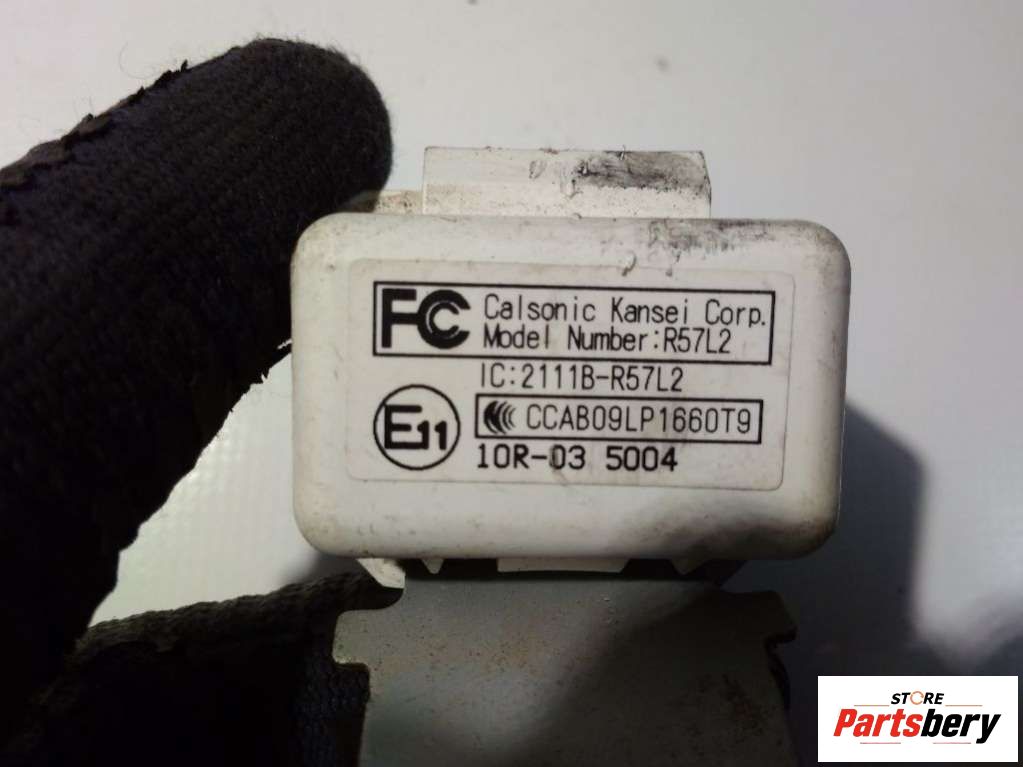 FC Calsonic Kansei Corp.
Model Number:R57L2
IC:2111B-R57L2
E11 CCAB09LP1660T9
10R-03 5004
STORE
Partsbery